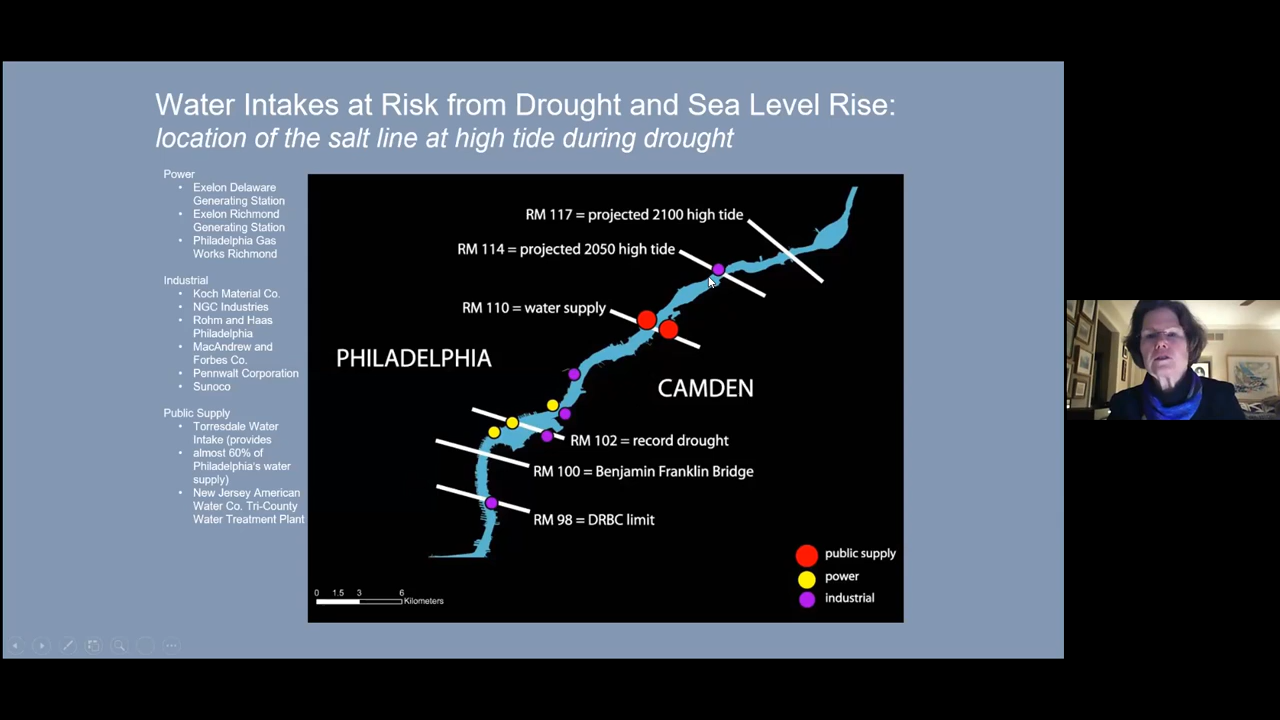 Water Intakes at Risk from Drought and Sea Level Rise:
location of the salt line at high tide during drought
Power
• Exelon Delaware
Generating Station
• Exelon Richmond
Generating Station
• Philadelphia Gas
Works Richmond
Industrial
• Koch Material Co.
• NGC Industries
• Rohm and Haas
Philadelphia
• MacAndrew and
Forbes Co.
• Pennwalt Corporation
• Sunoco
Public Supply
• Torresdale Water
Intake (provides
• almost 60% of
Philadelphia's water
supply)
• New Jersey American
Water Co. Tri-County
Water Treatment Plant
RM 117 = projected 2100 high tide
RM 114 = projected 2050 high tide
RM 110 = water supply
PHILADELPHIA
CAMDEN
RM 102 = record drought
RM 100 = Benjamin Franklin Bridge
RM 98 = DRBC limit
public supply
power
industrial
0 1.5 3 6
Kilometers